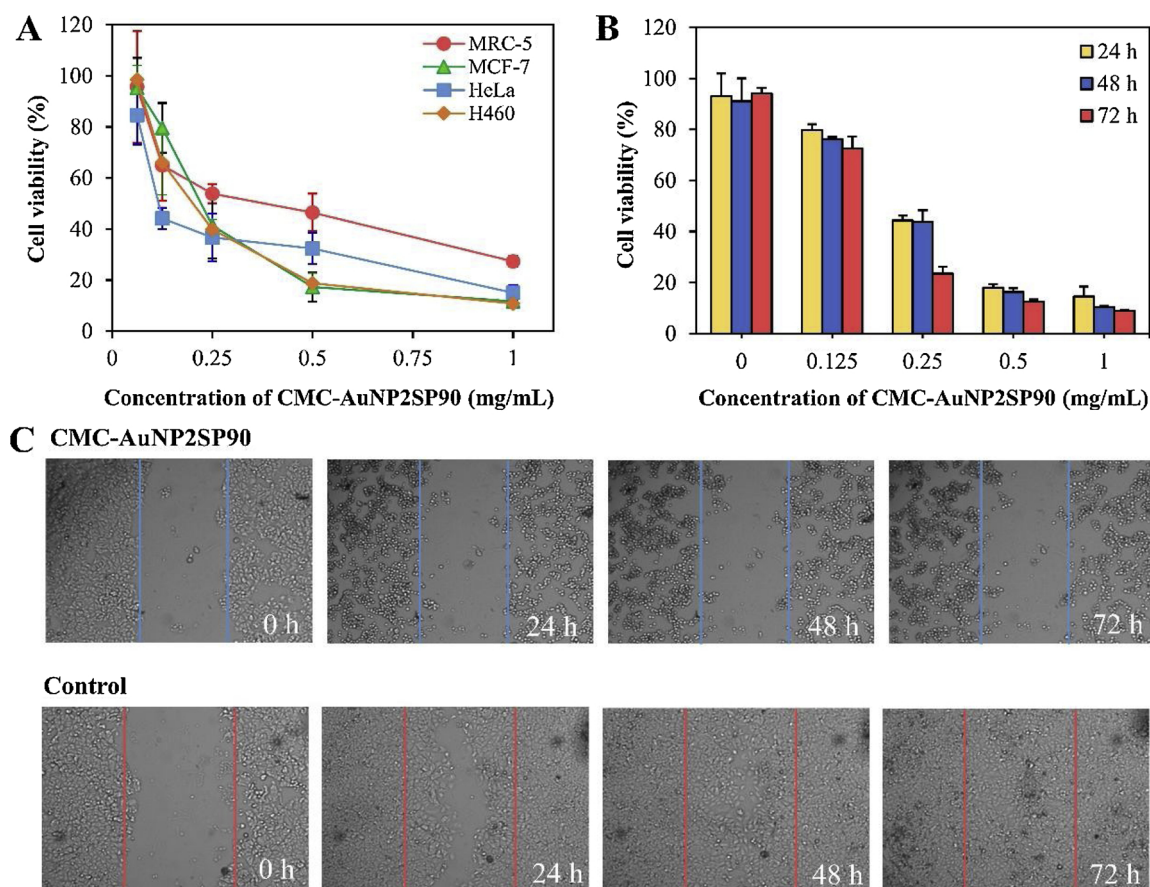 A
120
100
80
60
40
20
0
Cell viability (%)
MRC-5
MCF-7
HeLa
H460
0 0.25 0.5 0.75 1
Concentration of CMC-AuNP2SP90 (mg/mL)
B
120
100
80
60
40
20
0
Cell viability (%)
24 h
48 h
72 h
0 0.125 0.25 0.5 1
Concentration of CMC-AuNP2SP90 (mg/mL)
C
CMC-AuNP2SP90
0 h 24 h 48 h 72 h
Control
0 h 24 h 48 h 72 h